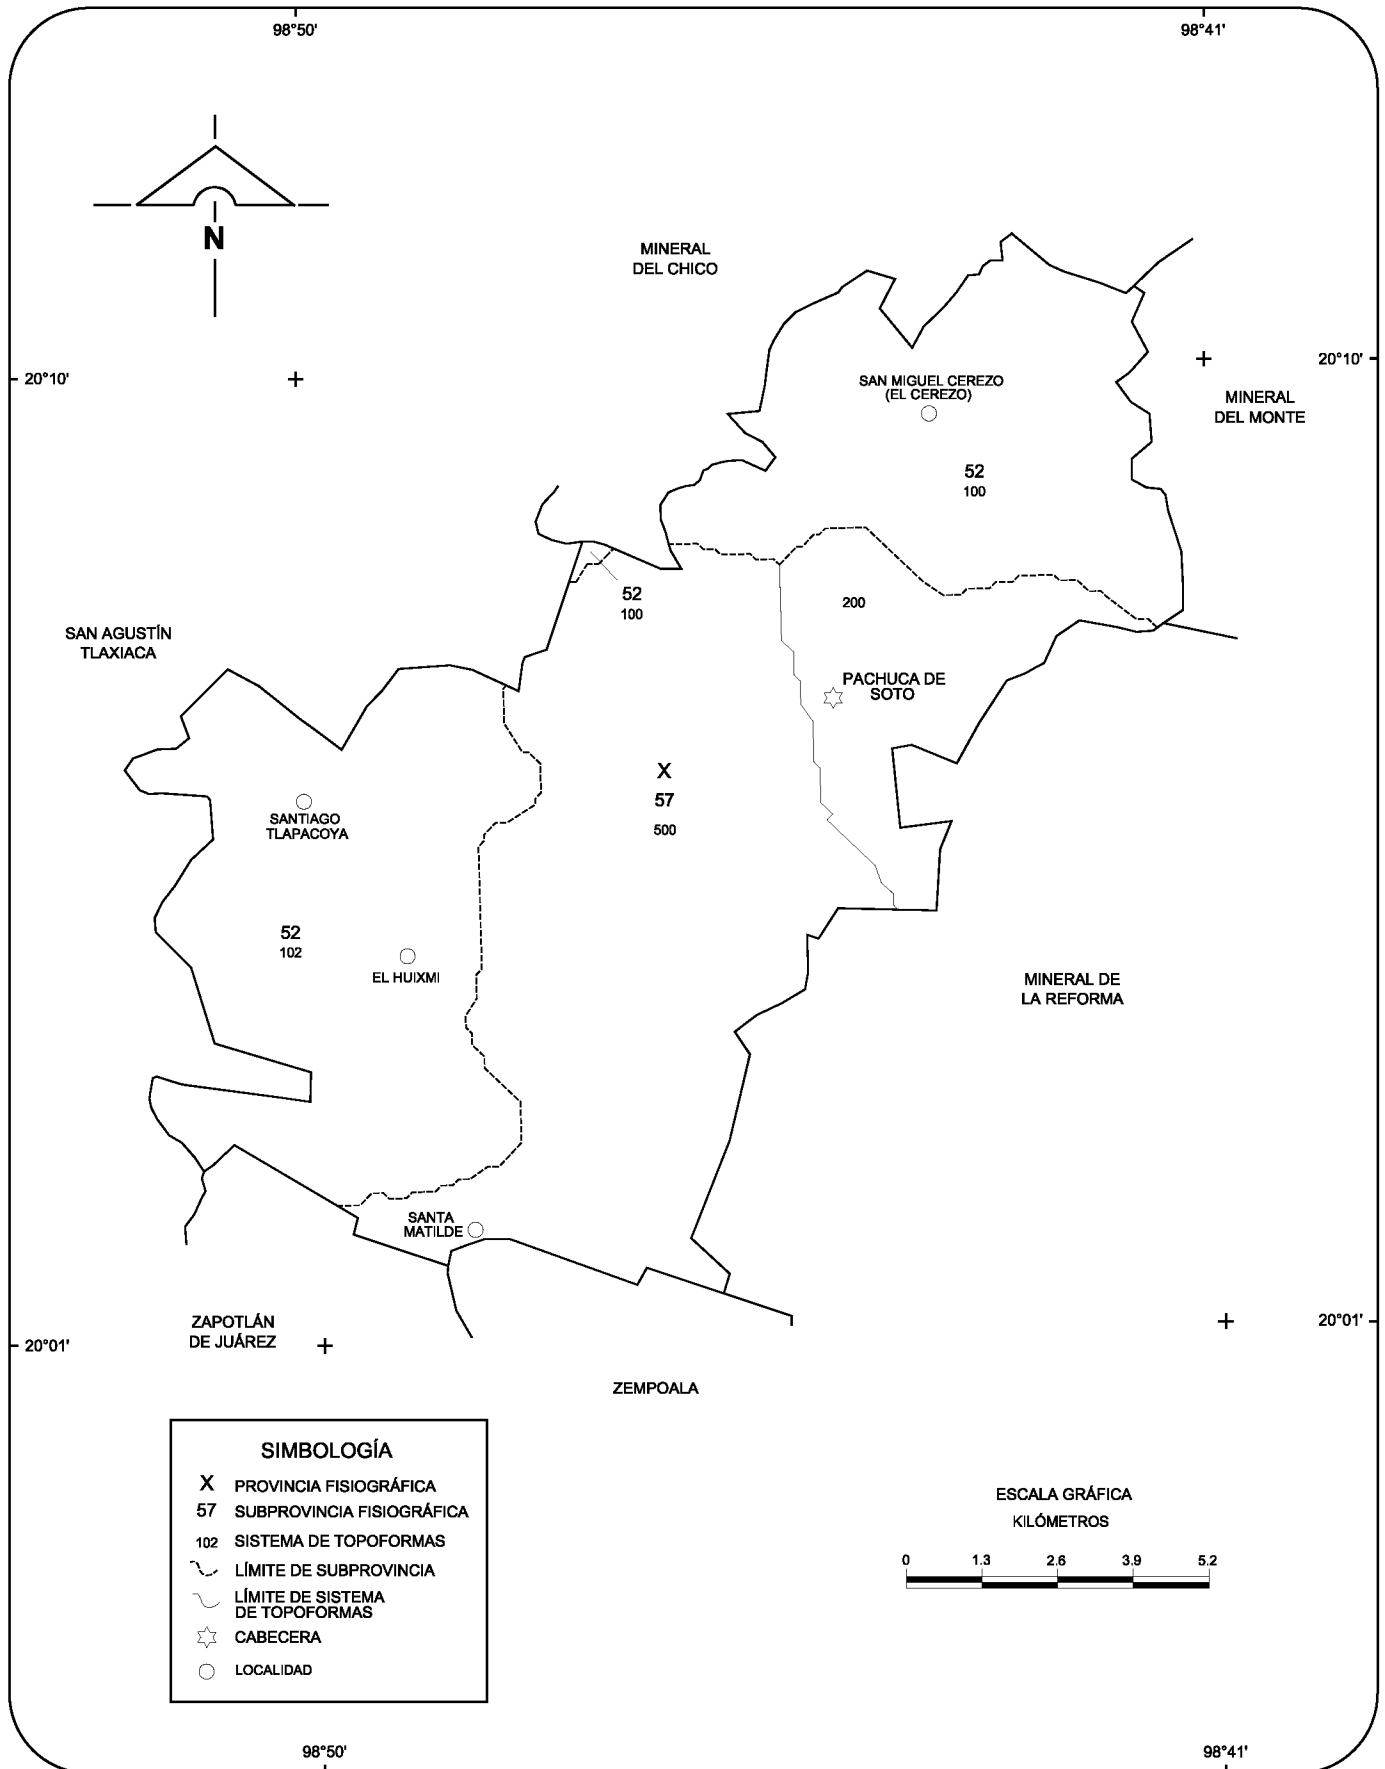 98°50'
98°41'
N
MINERAL
DEL CHICO
20°10'
20°10'
SAN MIGUEL CEREZO
(EL CEREZO)
MINERAL
DEL MONTE
52
100
52
100
200
SAN AGUSTÍN
TLAXIACA
PACHUCA DE
SOTO
X
57
500
SANTIAGO
TLAPACOYA
52
102
EL HUIXMI
MINERAL DE
LA REFORMA
SANTA
MATILDE
ZAPOTLÁN
DE JUÁREZ
20°01'
20°01'
ZEMPOALA
SIMBOLOGÍA
X PROVINCIA FISIOGRÁFICA
57 SUBPROVINCIA FISIOGRÁFICA
102 SISTEMA DE TOPOFORMAS
LÍMITE DE SUBPROVINCIA
LÍMITE DE SISTEMA
DE TOPOFORMAS
CABECERA
LOCALIDAD
ESCALA GRÁFICA
KILÓMETROS
0 1.3 2.6 3.9 5.2
98°50'
98°41'